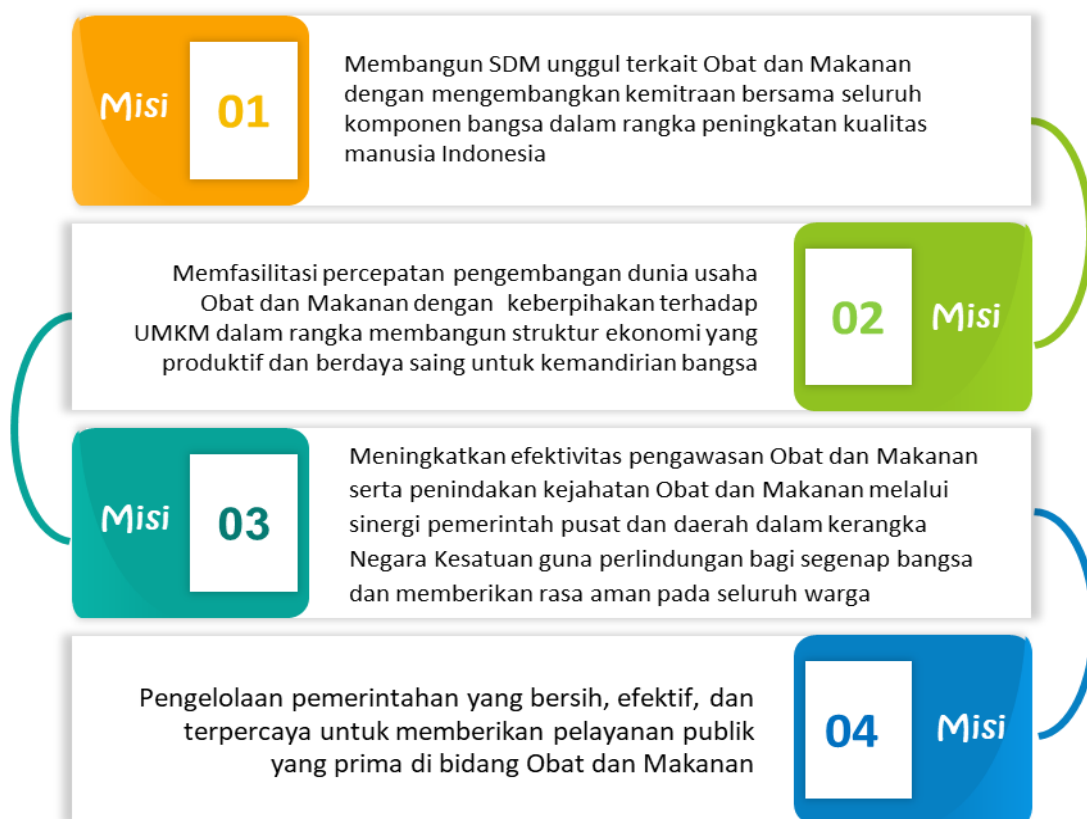 Misi 01
Membangun SDM unggul terkait Obat dan Makanan
dengan mengembangkan kemitraan bersama seluruh
komponen bangsa dalam rangka peningkatan kualitas
manusia Indonesia
Memfasilitasi percepatan pengembangan dunia usaha
Obat dan Makanan dengan keberpihakan terhadap
UMKM dalam rangka membangun struktur ekonomi yang
produktif dan berdaya saing untuk kemandirian bangsa
02 Misi
Misi 03
Meningkatkan efektivitas pengawasan Obat dan Makanan
serta penindakan kejahatan Obat dan Makanan melalui
sinergi pemerintah pusat dan daerah dalam kerangka
Negara Kesatuan guna perlindungan bagi segenap bangsa
dan memberikan rasa aman pada seluruh warga
Pengelolaan pemerintahan yang bersih, efektif, dan
terpercaya untuk memberikan pelayanan publik
yang prima di bidang Obat dan Makanan
04 Misi